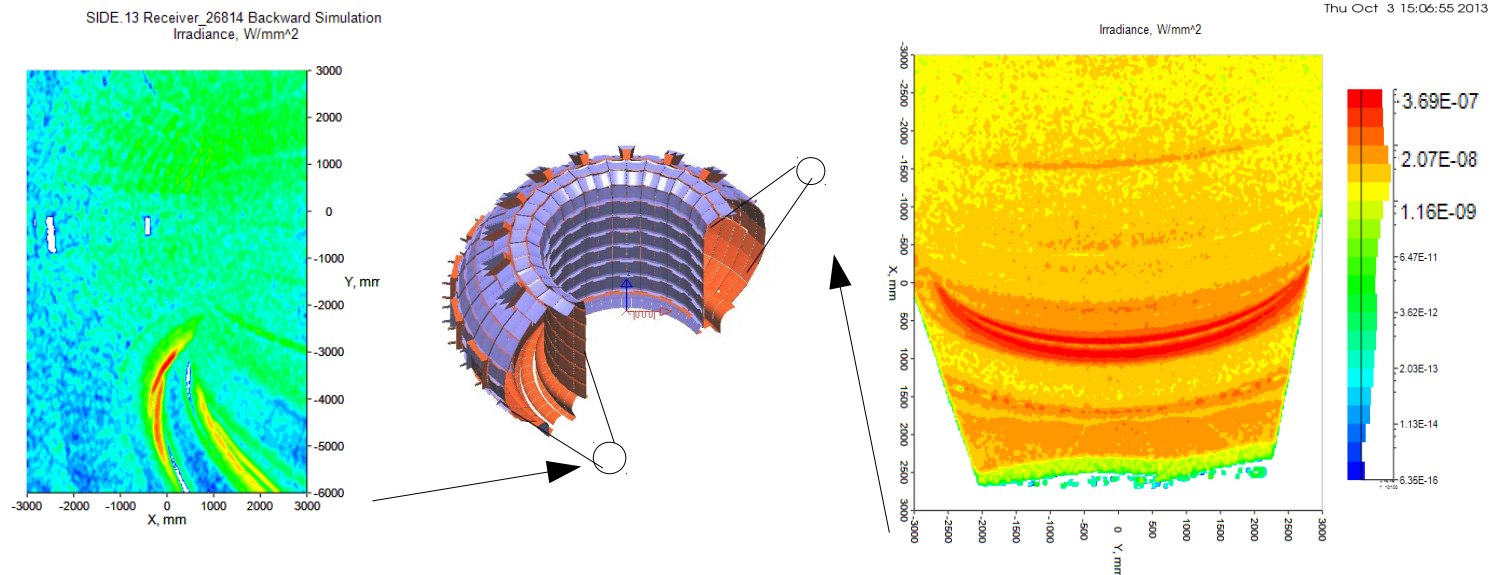 Thu Oct 3 15:06:55 2013
SIDE.13 Receiver_26814 Backward Simulation
Irradiance, W/mm^2
3000
2000
1000
0
-1000
Y, mm
-2000
-3000
-4000
-5000
-6000
-3000 -2000 -1000 0 1000 2000 3000
X, mm
Irradiance, W/mm^2
-3000
-2500
-2000
-1500
-1000
-500
X, mm
0
500
1000
1500
2000
2500
3000
-3000 -2500 -2000 -1500 -1000 -500 0 500 1000 1500 2000 2500 3000
Y, mm
3.69E-07
2.07E-08
1.16E-09
6.47E-11
3.62E-12
2.03E-13
1.13E-14
6.35E-16